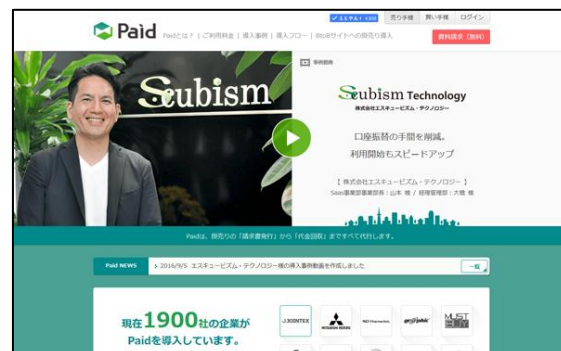 売り手様 買い手様 ログイン
Paid Paidとは？ | ご利用料金 | 導入事例 | 導入フロー | BtoBサイトへの掛売り導入 資料請求（無料）
事例動画
Scubism
Scubism Technology
株式会社エスキュービズム・テクノロジー
口座振替の手間を削減。
利用開始もスピードアップ
【 株式会社エスキュービズム・テクノロジー 】
Paidは、掛売りの「請求書発行」から「代金回収」まですべて代行します。
Paid NEWS 2016/9/5 エスキュービズム・テクノロジー様の導入事例動画を作成しました 一覧
現在1900社の企業が
Paidを導入しています。
JOINTEX
MUST BUY